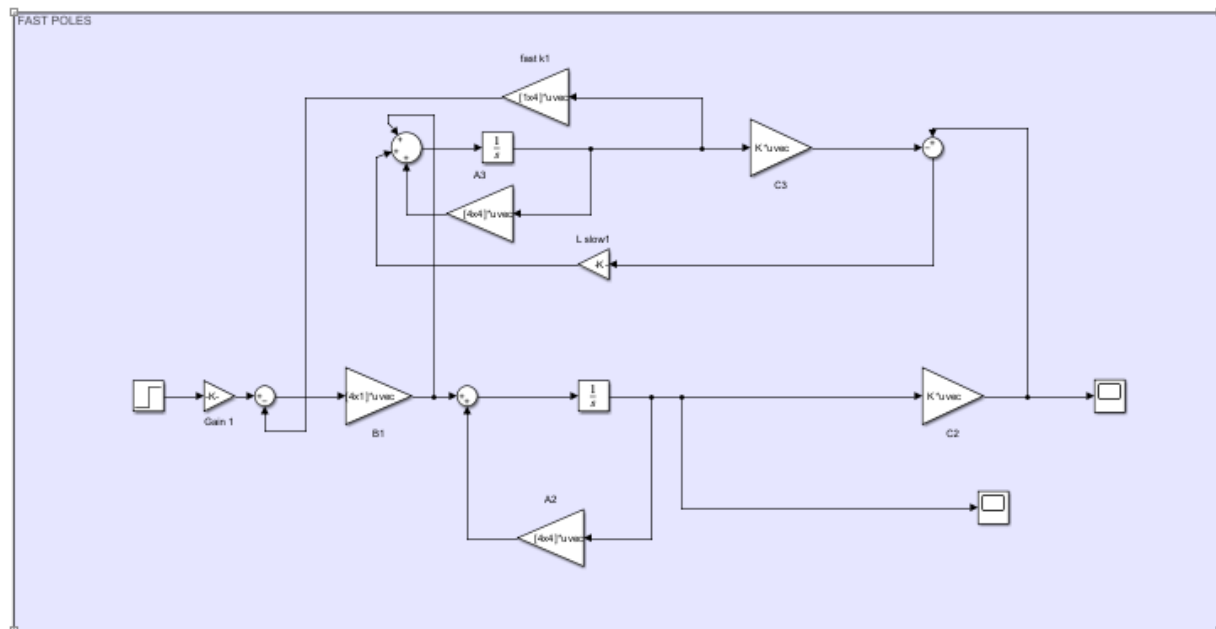 FAST POLES
fast k1
[1x4]*uvec
1
s
K*uvec
A3
C3
[4x4]*uvec
L slow1
-K-
-K-
[4x1]*uvec
1
s
K*uvec
Gain 1
B1
C2
A2
[4x4]*uvec